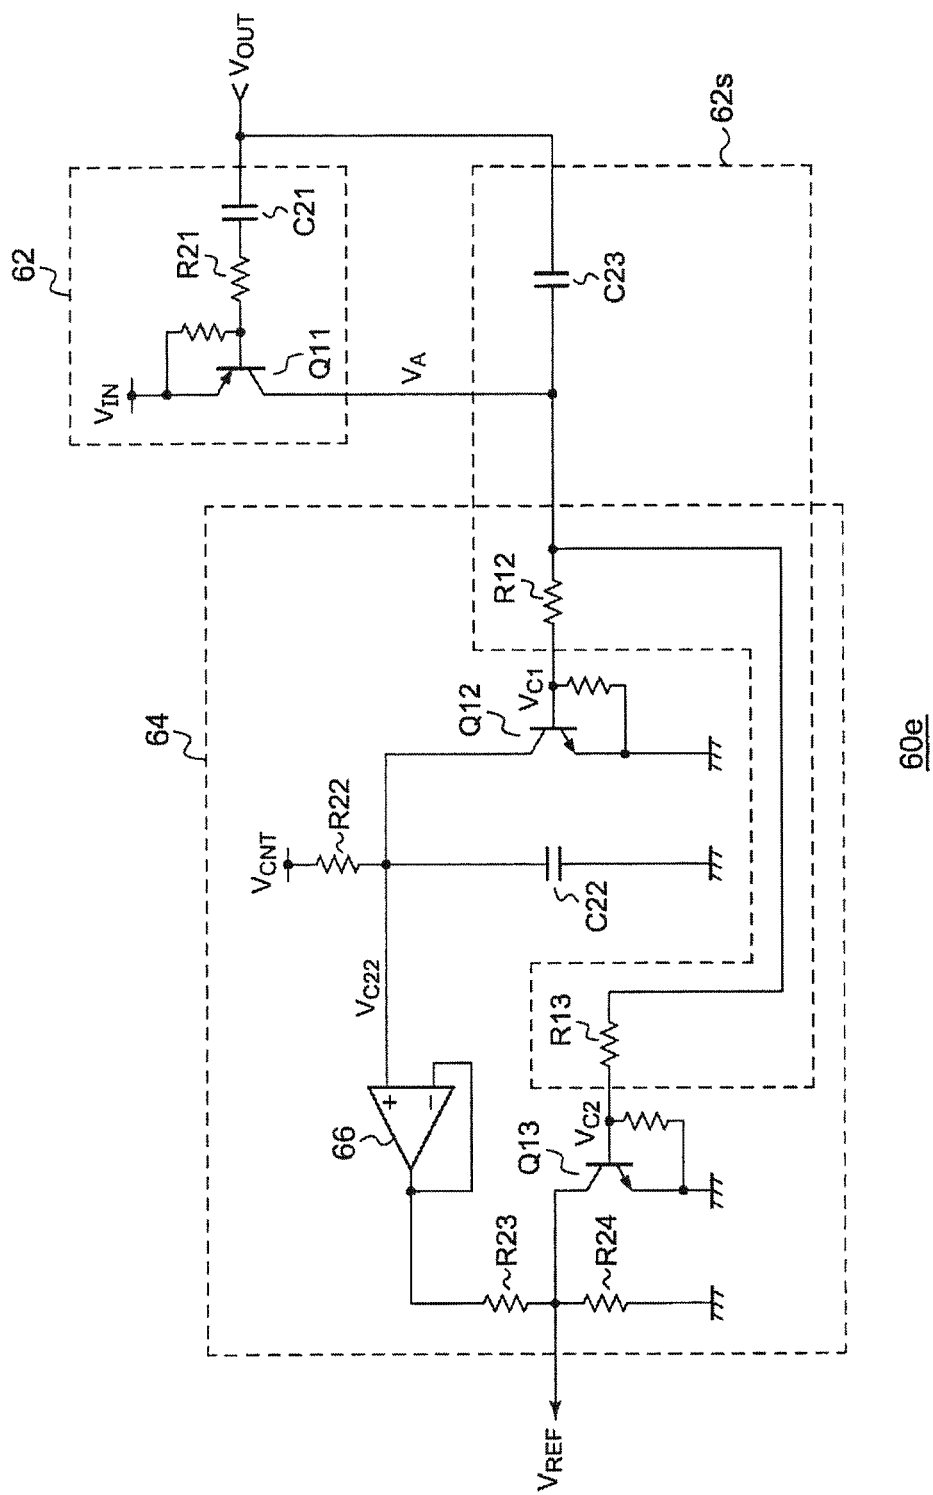 VREF
R23
R24
66
+
−
Q13
VC2
R13
VC22
VCNT
R22
C22
64
Q12
VC1
R12
60e
62
VIN
Q11
VA
R21
C21
C23
VOUT
62s